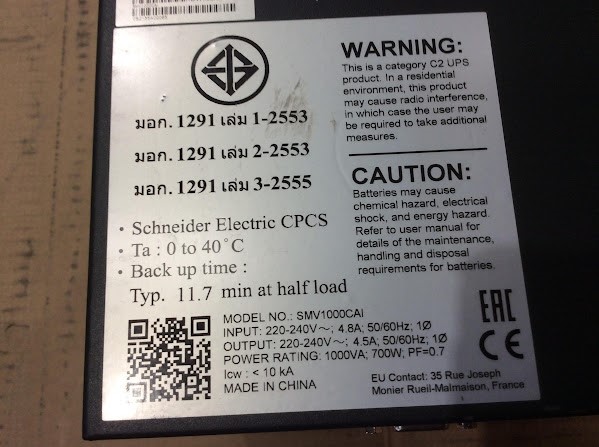 มอก. 1291 เล่ม 1-2553
มอก. 1291 เล่ม 2-2553
มอก. 1291 เล่ม 3-2555
• Schneider Electric CPCS
• Ta : 0 to 40°C
• Back up time :
Typ. 11.7 min at half load
WARNING:
This is a category C2 UPS
product. In a residential
environment, this product
may cause radio interference,
in which case the user may
be required to take additional
measures.
CAUTION:
Batteries may cause
chemical hazard, electrical
shock, and energy hazard.
Refer to user manual for
details of the maintenance,
handling and disposal
requirements for batteries.
MODEL NO.: SMV1000CAI
INPUT: 220-240V～; 4.8A; 50/60Hz; 1Ø
OUTPUT: 220-240V～; 4.5A; 50/60Hz; 1Ø
POWER RATING: 1000VA; 700W; PF=0.7
Icw : < 10 kA
MADE IN CHINA
EAC
CE
EU Contact: 35 Rue Joseph
Monier Rueil-Malmaison, France